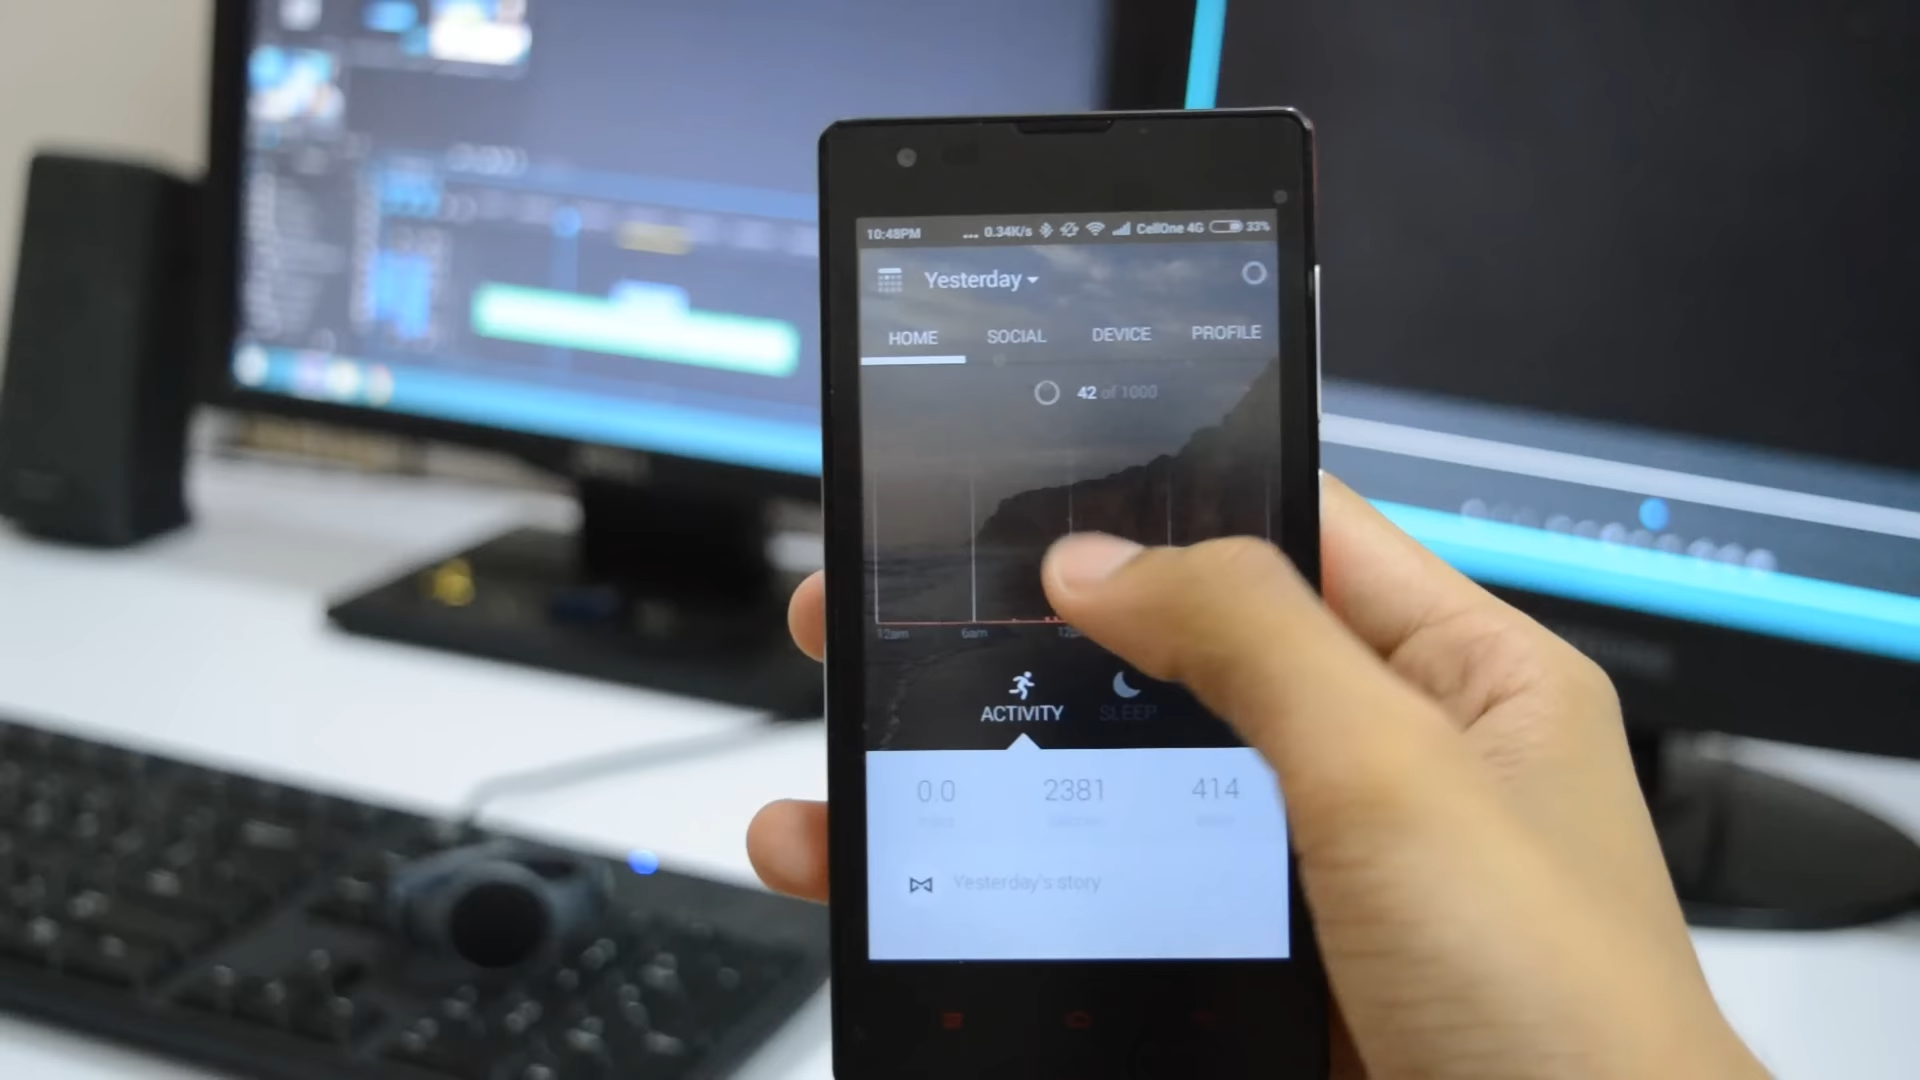 10:48PM ... 0.34K/s CellOne 4G 33%
Yesterday
HOME SOCIAL DEVICE PROFILE
42 of 1000
12am 6am
ACTIVITY SLEEP
0.0 2381 414
Yesterday's story